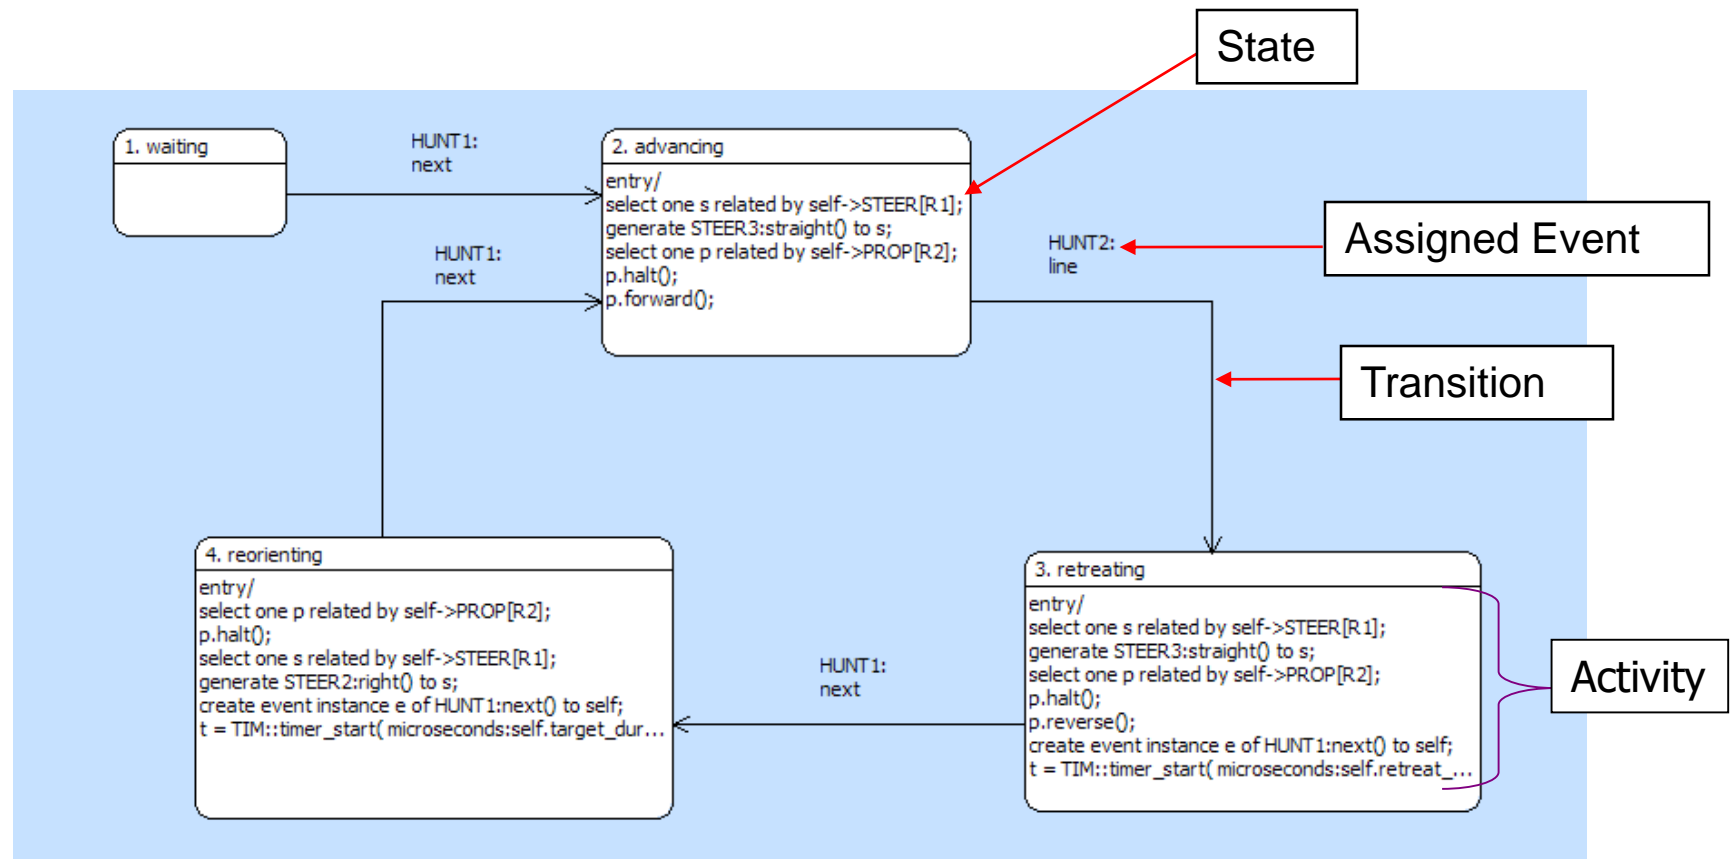 State
1. waiting
HUNT1:
next
2. advancing
entry/
select one s related by self->STEER[R1];
generate STEER3:straight() to s;
select one p related by self->PROP[R2];
p.halt();
p.forward();
HUNT1:
next
HUNT2:
line
Assigned Event
Transition
4. reorienting
entry/
select one p related by self->PROP[R2];
p.halt();
select one s related by self->STEER[R1];
generate STEER2:right() to s;
create event instance e of HUNT1:next() to self;
t = TIM::timer_start( microseconds:self.target_dur...
HUNT1:
next
3. retreating
entry/
select one s related by self->STEER[R1];
generate STEER3:straight() to s;
select one p related by self->PROP[R2];
p.halt();
p.reverse();
create event instance e of HUNT1:next() to self;
t = TIM::timer_start( microseconds:self.retreat_...
Activity